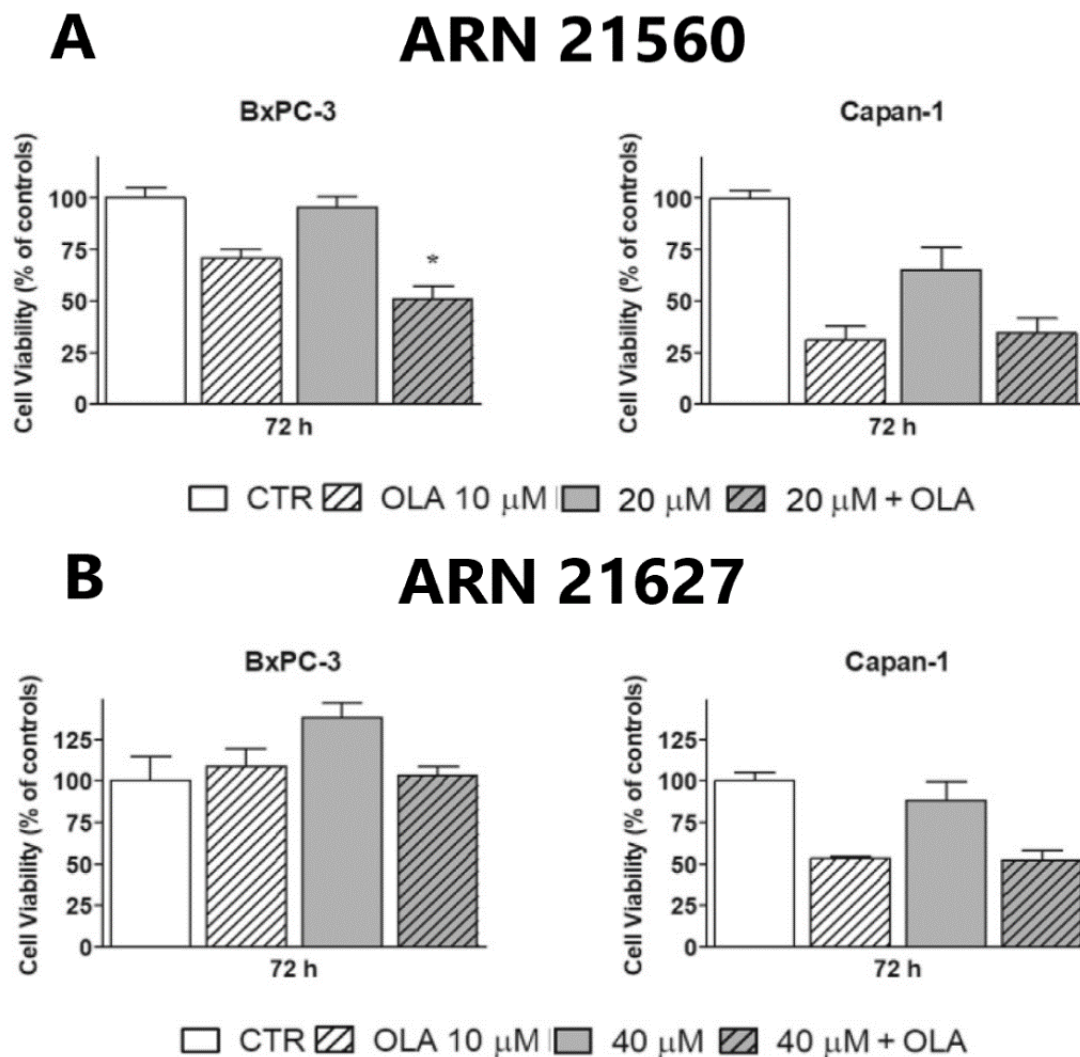 A ARN 21560
BxPC-3 Capan-1
Cell Viability (% of controls)
100
75
50
25
0
*
72 h
Cell Viability (% of controls)
100
75
50
25
0
72 h
CTR OLA 10 μM 20 μM 20 μM + OLA
B ARN 21627
BxPC-3 Capan-1
Cell Viability (% of controls)
125
100
75
50
25
0
72 h
Cell Viability (% of controls)
125
100
75
50
25
0
72 h
CTR OLA 10 μM 40 μM 40 μM + OLA